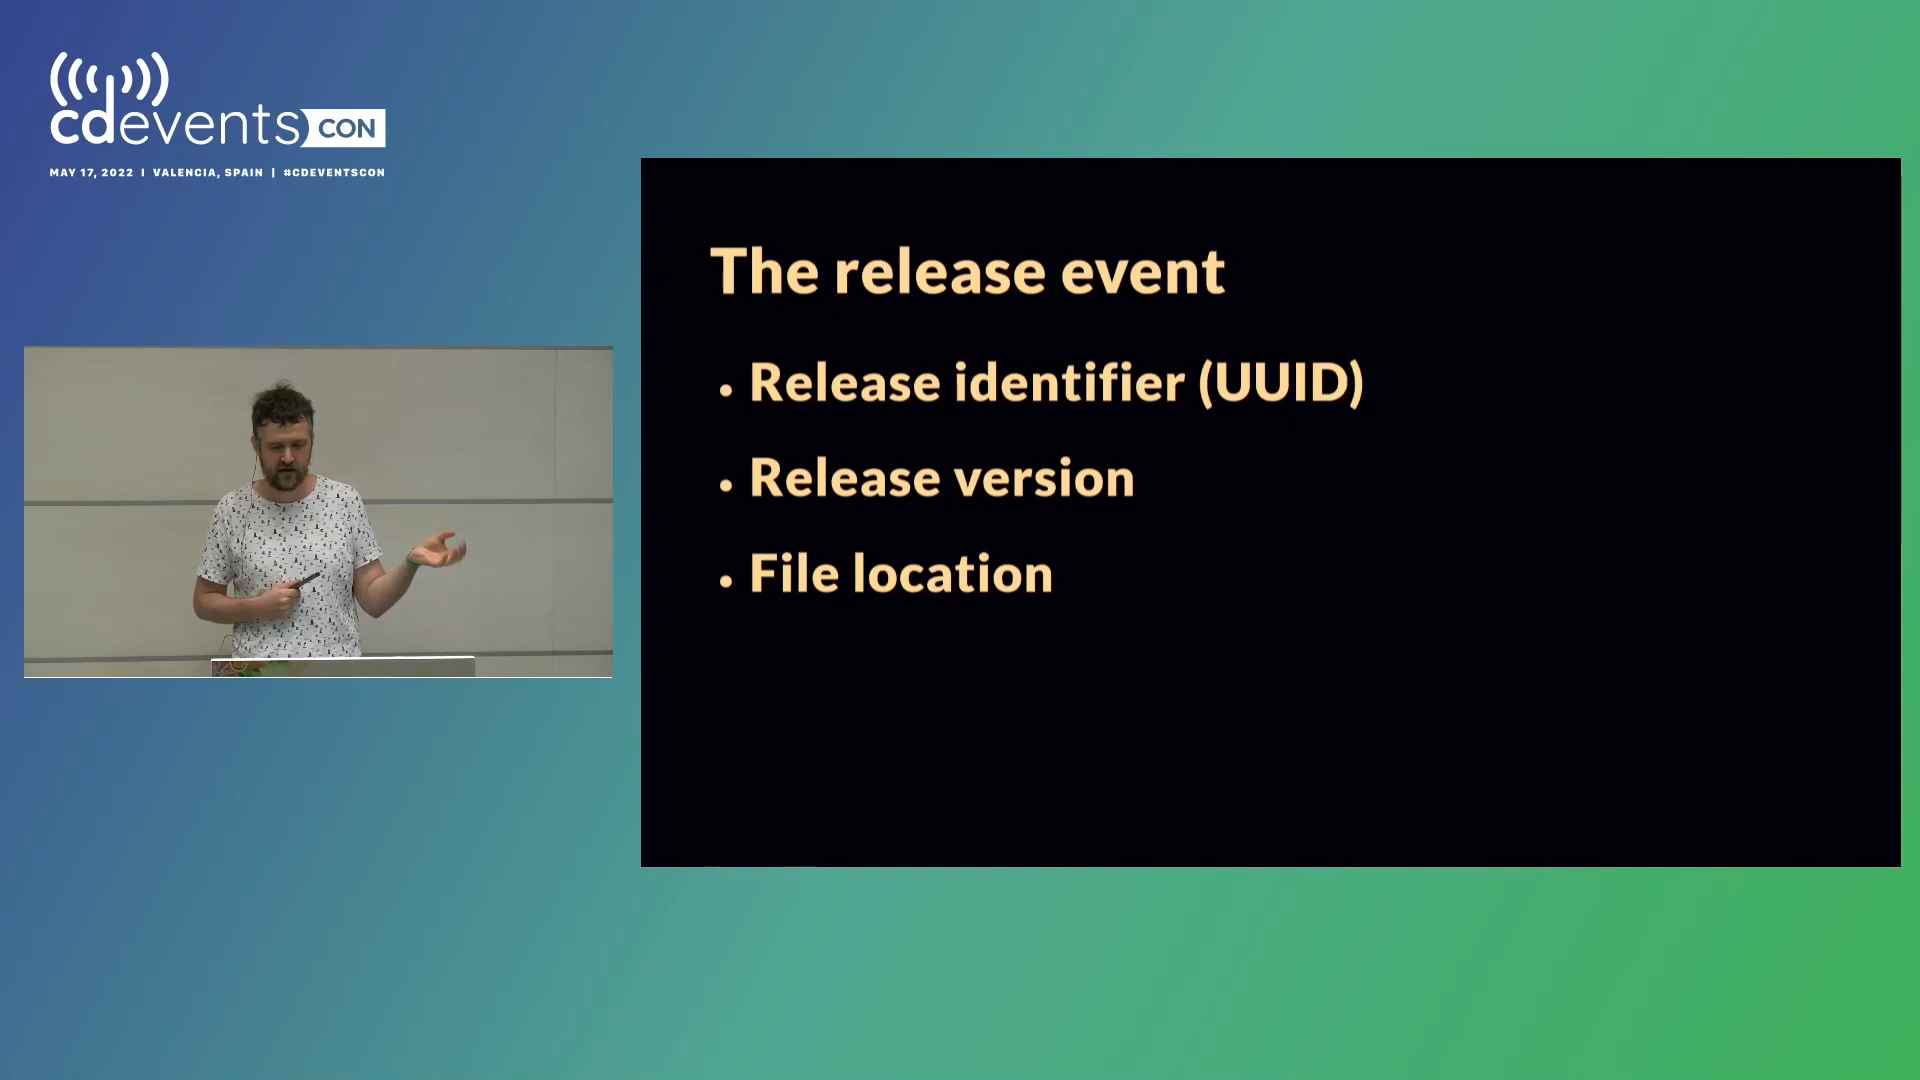 cdevents CON
MAY 17, 2022 | VALENCIA, SPAIN | #CDEVENTSCON
The release event
• Release identifier (UUID)
• Release version
• File location